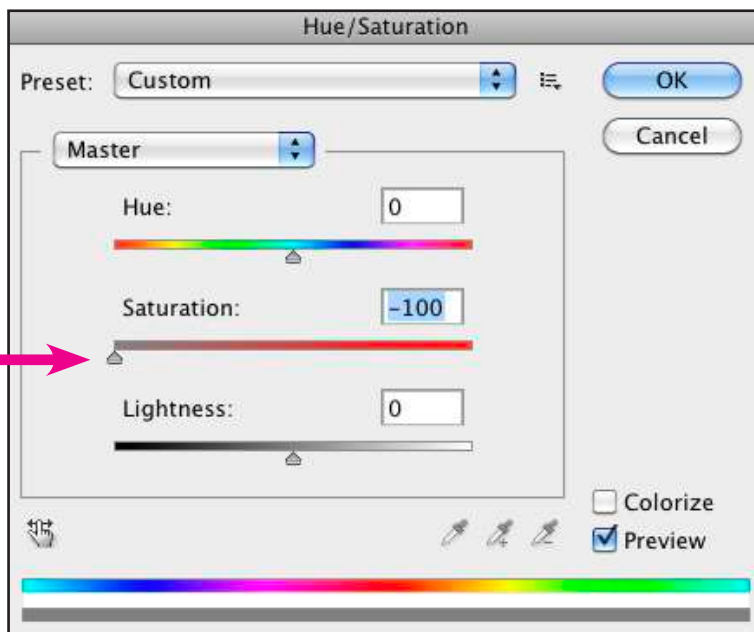 Hue/Saturation
Preset: Custom
OK
Cancel
Master
Hue: 0
Saturation: -100
Lightness: 0
Colorize
Preview